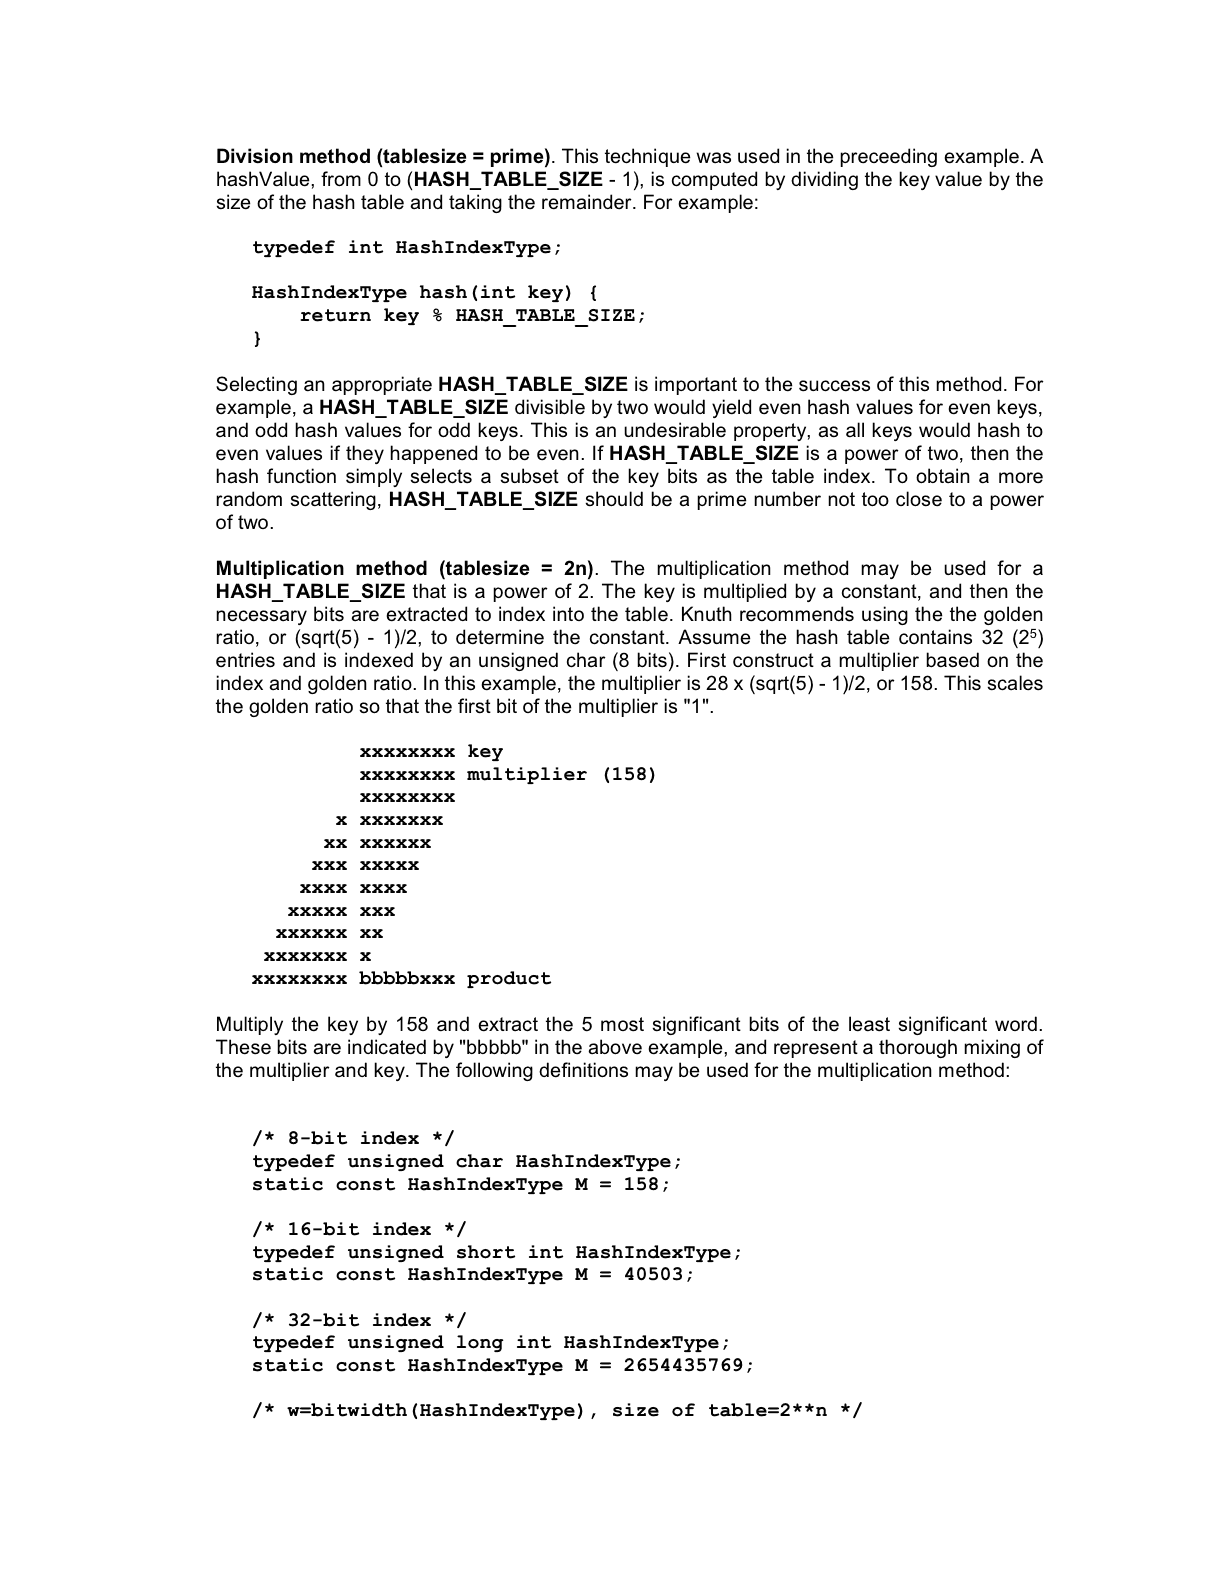 Division method (tablesize = prime). This technique was used in the preceeding example. A
hashValue, from 0 to (HASH_TABLE_SIZE - 1), is computed by dividing the key value by the
size of the hash table and taking the remainder. For example:
typedef int HashIndexType;
HashIndexType hash(int key) {
return key % HASH_TABLE_SIZE;
}
Selecting an appropriate HASH_TABLE_SIZE is important to the success of this method. For
example, a HASH_TABLE_SIZE divisible by two would yield even hash values for even keys,
and odd hash values for odd keys. This is an undesirable property, as all keys would hash to
even values if they happened to be even. If HASH_TABLE_SIZE is a power of two, then the
hash function simply selects a subset of the key bits as the table index. To obtain a more
random scattering, HASH_TABLE_SIZE should be a prime number not too close to a power
of two.
Multiplication method (tablesize = 2n). The multiplication method may be used for a
HASH_TABLE_SIZE that is a power of 2. The key is multiplied by a constant, and then the
necessary bits are extracted to index into the table. Knuth recommends using the the golden
ratio, or (sqrt(5) - 1)/2, to determine the constant. Assume the hash table contains 32 (2⁵)
entries and is indexed by an unsigned char (8 bits). First construct a multiplier based on the
index and golden ratio. In this example, the multiplier is 28 x (sqrt(5) - 1)/2, or 158. This scales
the golden ratio so that the first bit of the multiplier is "1".
xxxxxxxx key
xxxxxxxx multiplier (158)
xxxxxxxx
x xxxxxxx
xx xxxxxx
xxx xxxxx
xxxx xxxx
xxxxx xxx
xxxxxx xx
xxxxxxx x
xxxxxxxx bbbbbxxx product
Multiply the key by 158 and extract the 5 most significant bits of the least significant word.
These bits are indicated by "bbbbb" in the above example, and represent a thorough mixing of
the multiplier and key. The following definitions may be used for the multiplication method:
/* 8-bit index */
typedef unsigned char HashIndexType;
static const HashIndexType M = 158;
/* 16-bit index */
typedef unsigned short int HashIndexType;
static const HashIndexType M = 40503;
/* 32-bit index */
typedef unsigned long int HashIndexType;
static const HashIndexType M = 2654435769;
/* w=bitwidth(HashIndexType), size of table=2**n */